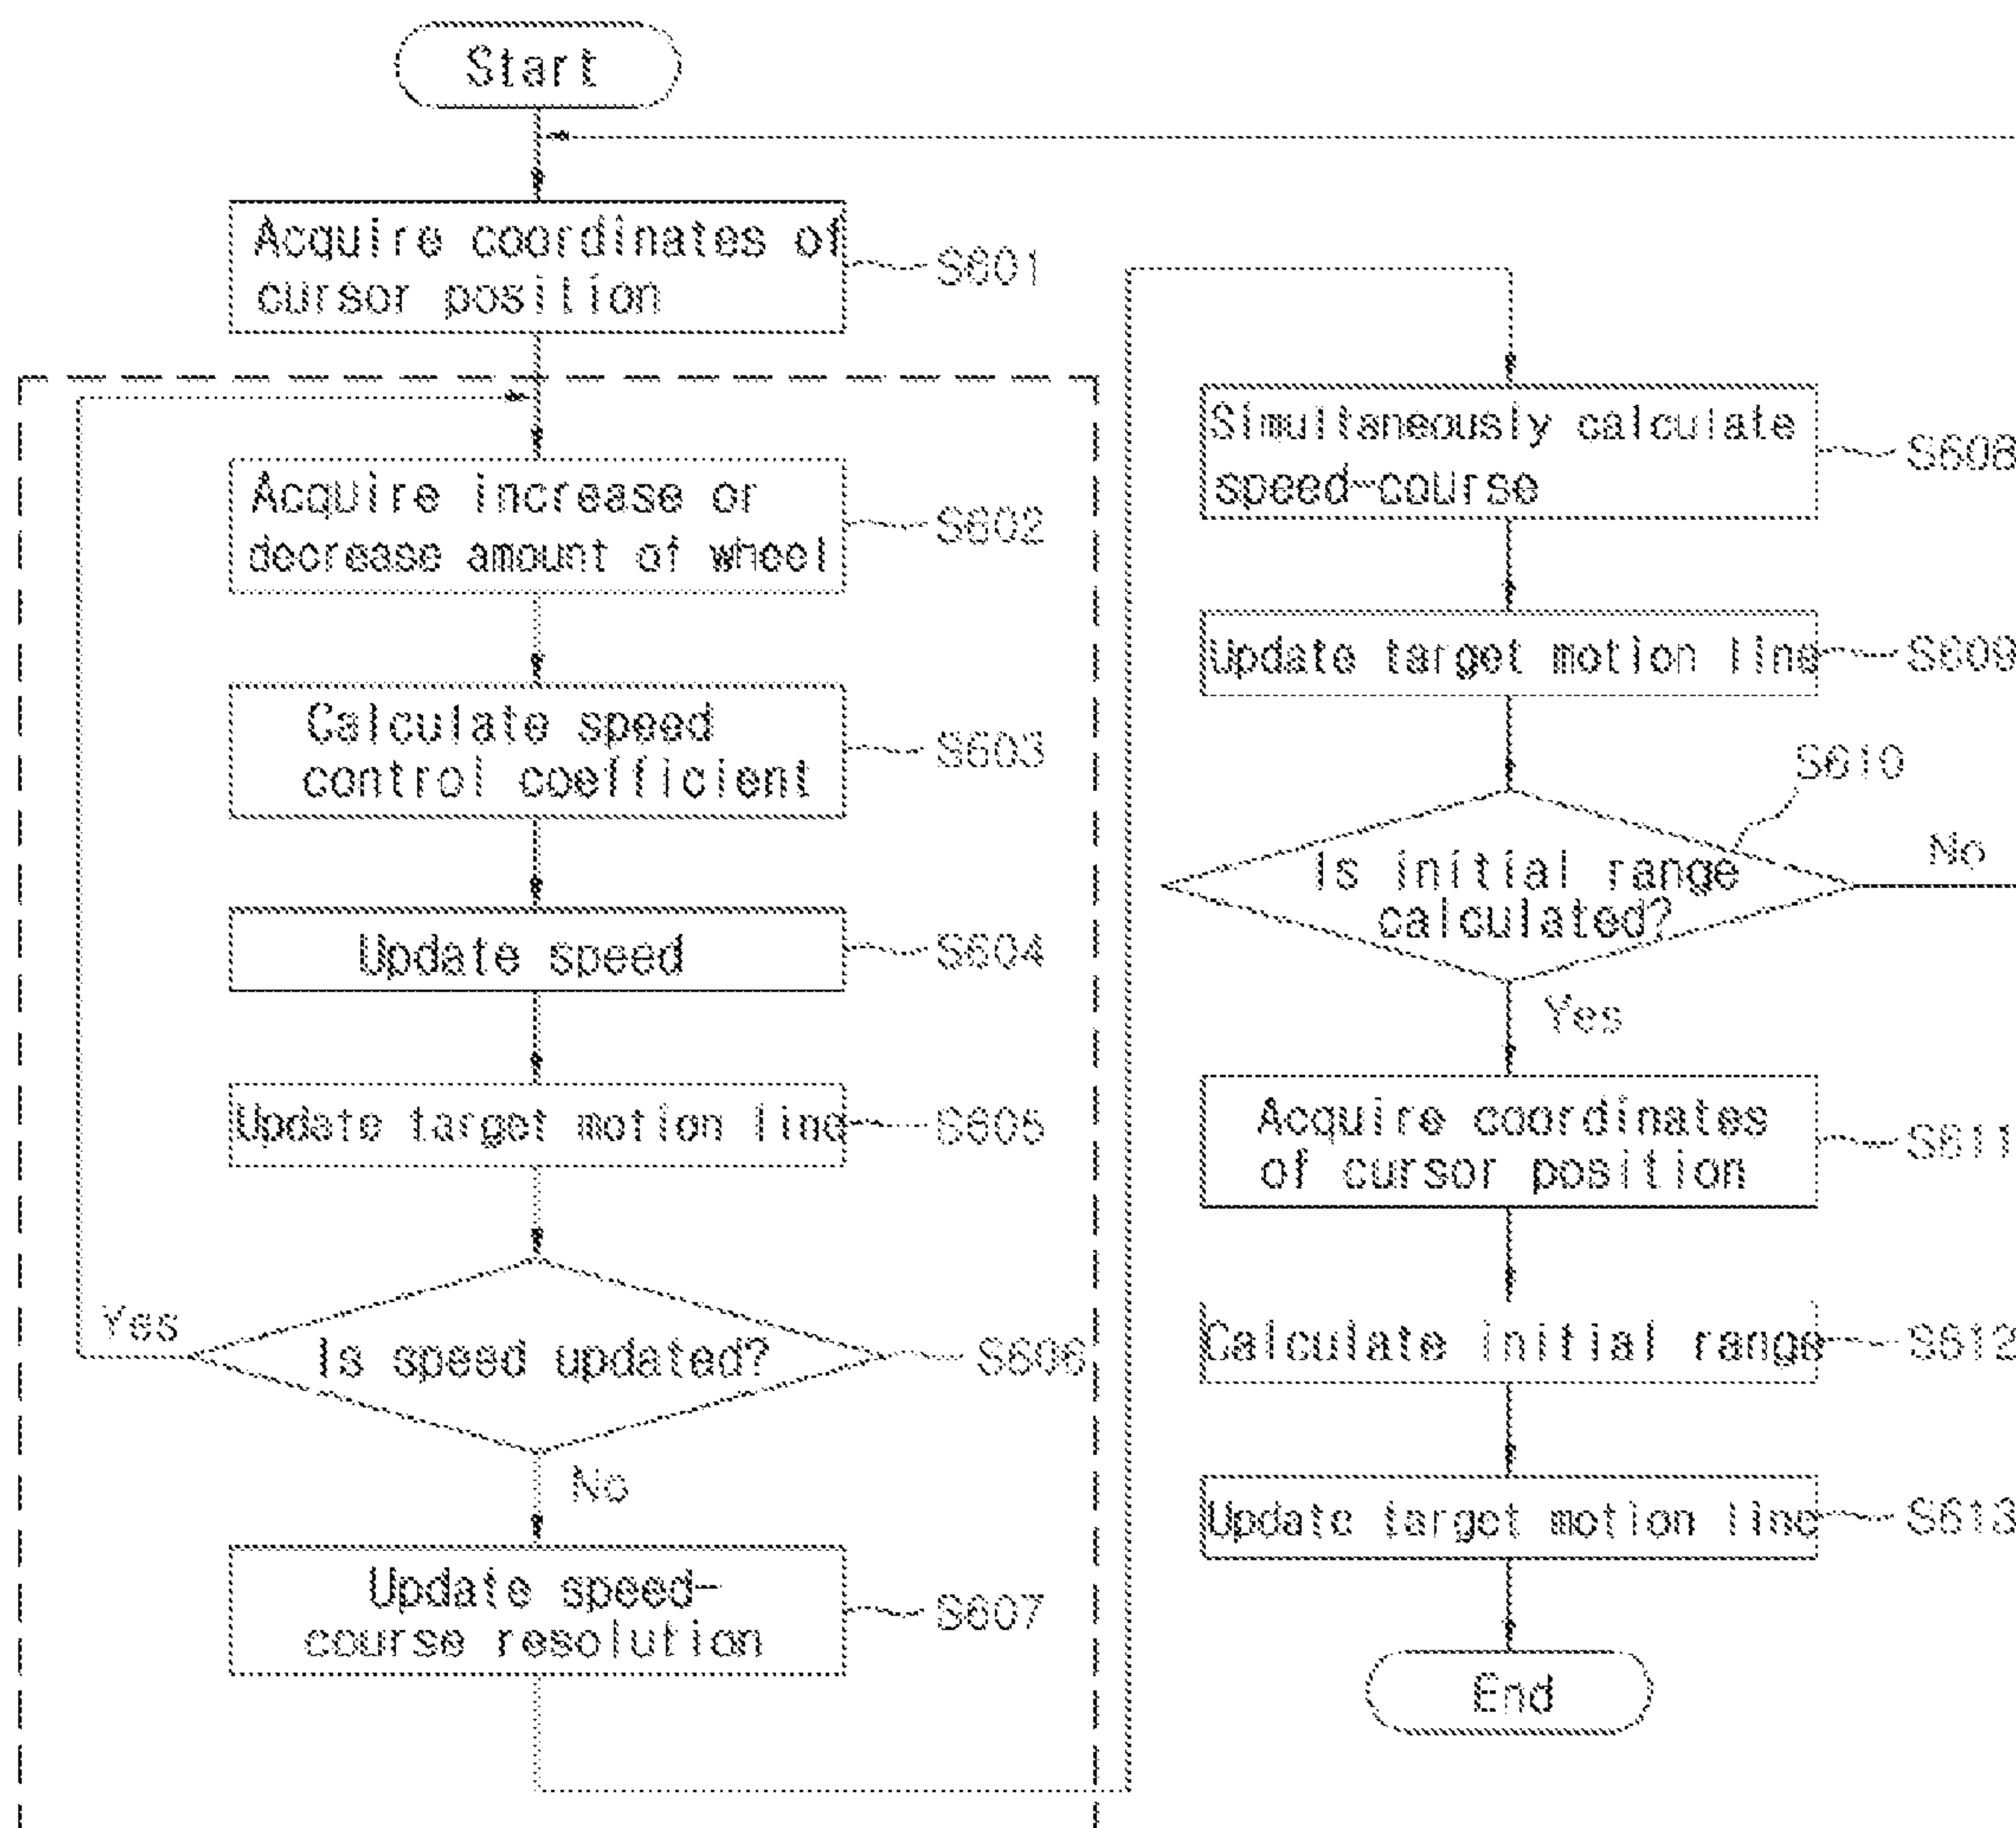 Start
Acquire coordinates of
cursor position
S601
Acquire increase or
decrease amount of wheel
S602
Calculate speed
control coefficient
S603
Update speed
S604
Update target motion line
S605
Is speed updated?
S606
Yes
No
Update speed-
course resolution
S607
Simultaneously calculate
speed-course
S608
Update target motion line
S609
Is initial range
calculated?
S610
No
Yes
Acquire coordinates
of cursor position
S611
Calculate initial range
S612
Update target motion line
S613
End